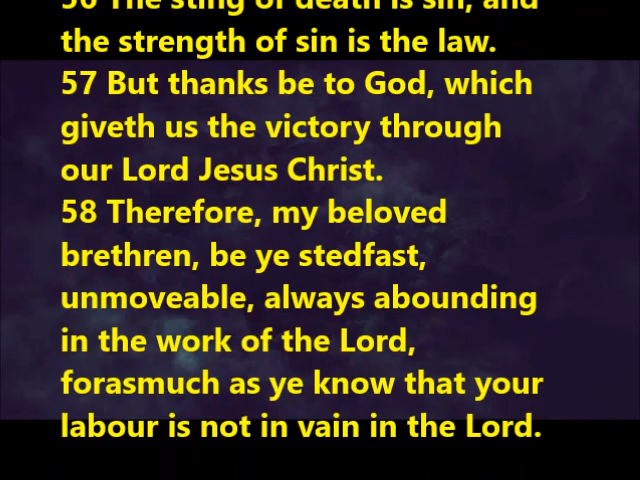 56 The sting of death is sin, and
the strength of sin is the law.
57 But thanks be to God, which
giveth us the victory through
our Lord Jesus Christ.
58 Therefore, my beloved
brethren, be ye stedfast,
unmoveable, always abounding
in the work of the Lord,
forasmuch as ye know that your
labour is not in vain in the Lord.